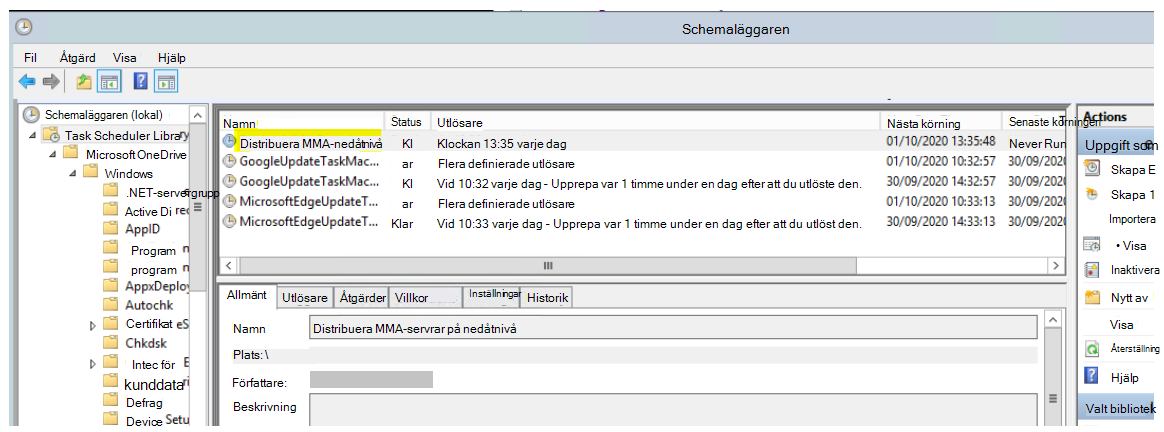 Schemaläggaren
Fil Åtgärd Visa Hjälp
Schemaläggaren (lokal)
Task Scheduler Library
Microsoft OneDrive
Windows
.NET-servergrupp
Active Di rec
AppID
Program n
program n
AppxDeploy
Autochk
Certifikat eS
Chkdsk
Intec för E
kunddata
Defrag
Device Setu
Namn Status Utlösare Nästa körning Senaste körningen
Distribuera MMA-nedåtnivå Kl Klockan 13:35 varje dag 01/10/2020 13:35:48 Never Run
GoogleUpdateTaskMac... ar Flera definierade utlösare 01/10/2020 10:32:57 30/09/202
GoogleUpdateTaskMac... Kl Vid 10:32 varje dag - Upprepa var 1 timme under en dag efter att du utlöste den. 30/09/2020 14:32:57 30/09/202
MicrosoftEdgeUpdateT... ar Flera definierade utlösare 01/10/2020 10:33:13 30/09/202
MicrosoftEdgeUpdateT... Klar Vid 10:33 varje dag - Upprepa var 1 timme under en dag efter att du utlöst den. 30/09/2020 14:33:13 30/09/202
Allmänt Utlösare Åtgärder Villkor Inställningar Historik
Namn Distribuera MMA-servrar på nedåtnivå
Plats: \
Författare:
Beskrivning
Actions
Uppgift som
Skapa E
Skapa 1
Importera
• Visa
Inaktivera
Nytt av
Visa
Återställning
Hjälp
Valt bibliotek